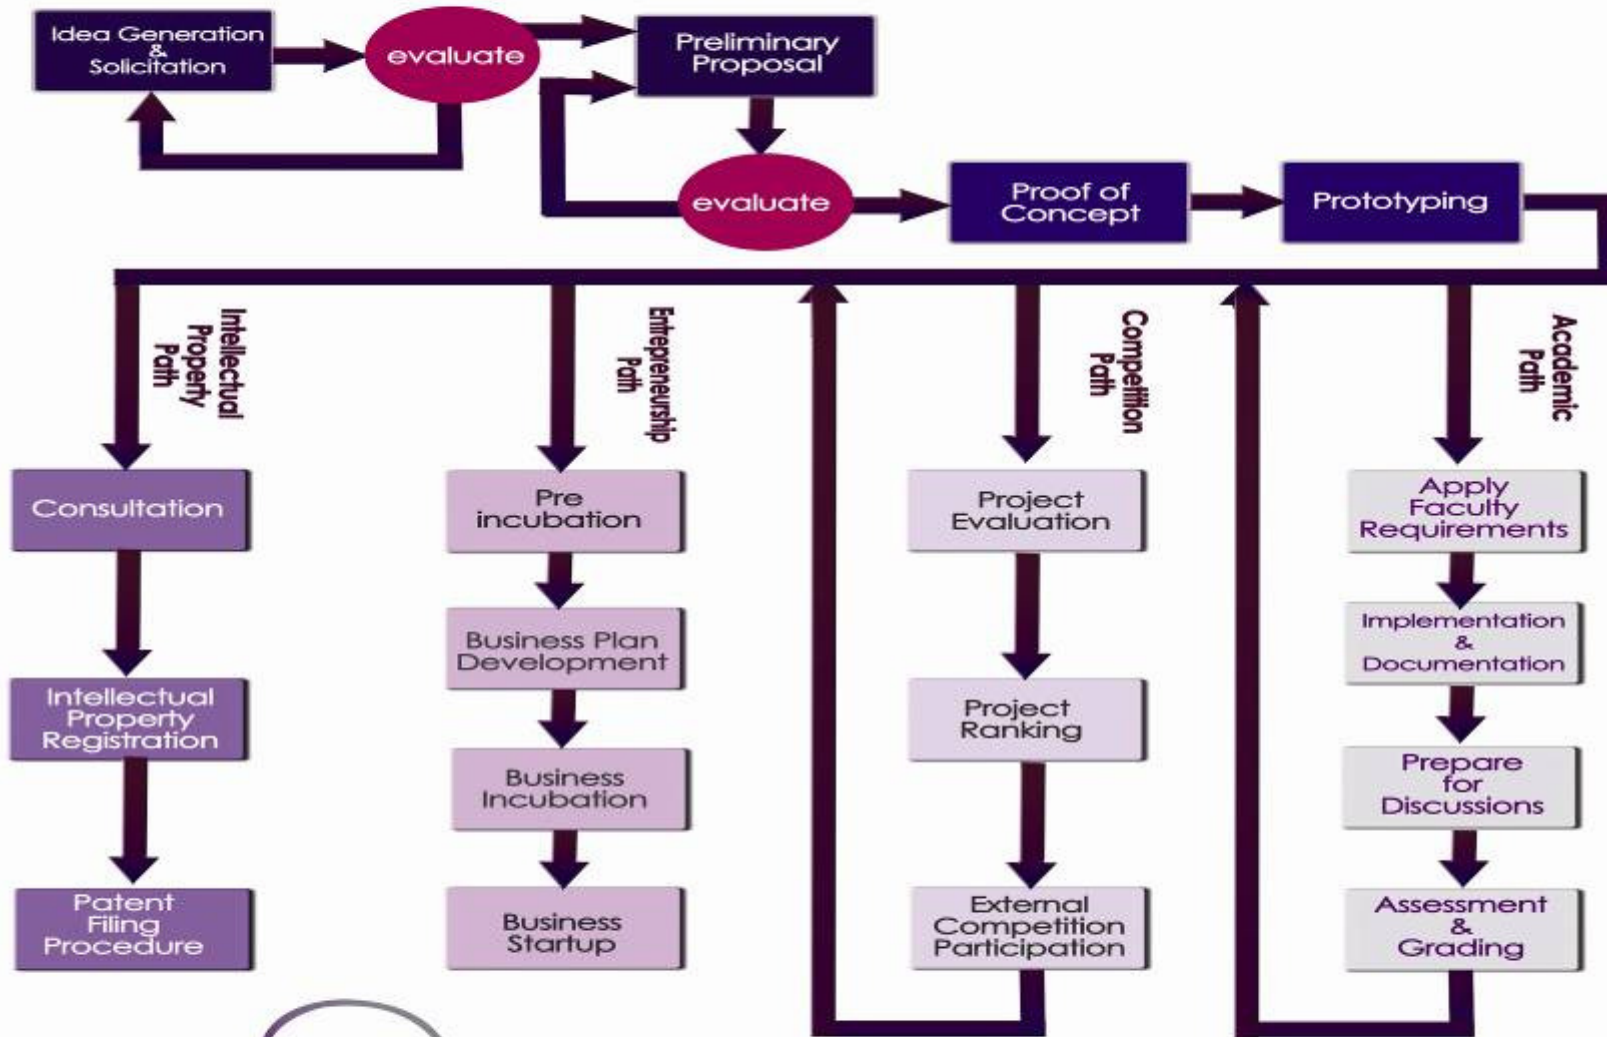 Idea Generation
&
Solicitation
evaluate
Preliminary
Proposal
evaluate
Proof of
Concept
Prototyping
Intellectual
Property
Path
Entrepreneurship
Path
Competition
Path
Academic
Path
Consultation
Intellectual
Property
Registration
Patent
Filing
Procedure
Pre
incubation
Business Plan
Development
Business
Incubation
Business
Startup
Project
Evaluation
Project
Ranking
External
Competition
Participation
Apply
Faculty
Requirements
Implementation
&
Documentation
Prepare
for
Discussions
Assessment
&
Grading